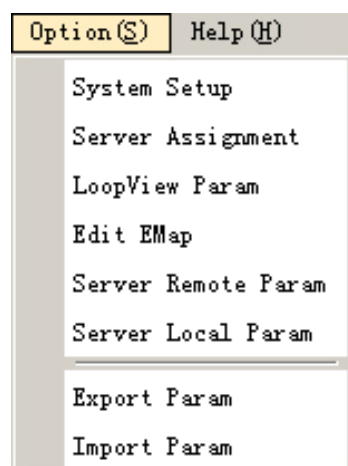 Option(S) Help(H)
System Setup
Server Assignment
LoopView Param
Edit EMap
Server Remote Param
Server Local Param
Export Param
Import Param